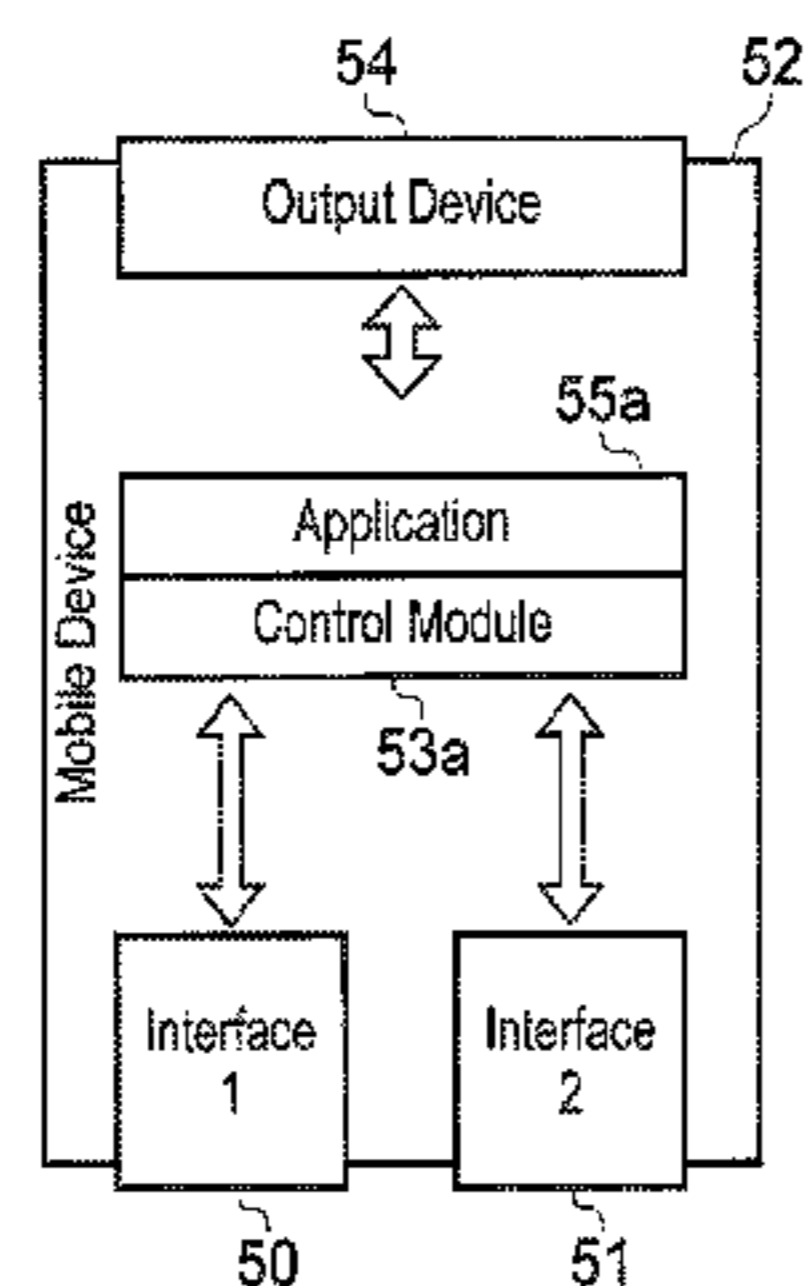 54
52
Output Device
55a
Application
Control Module
53a
Mobile Device
Interface
1
Interface
2
50
51